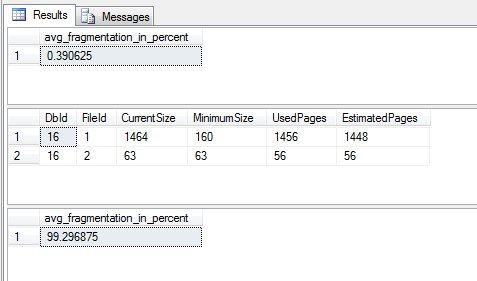 Results Messages
avg_fragmentation_in_percent
1 0.390625
DbId FileId CurrentSize MinimumSize UsedPages EstimatedPages
1 16 1 1464 160 1456 1448
2 16 2 63 63 56 56
avg_fragmentation_in_percent
1 99.296875